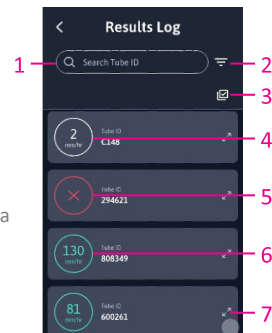 Results Log
1
Search Tube ID
2
3
2
mm/hr
Tube ID
C148
4
Tube ID
294621
5
a
130
mm/hr
Tube ID
808349
6
81
mm/hr
Tube ID
600261
7